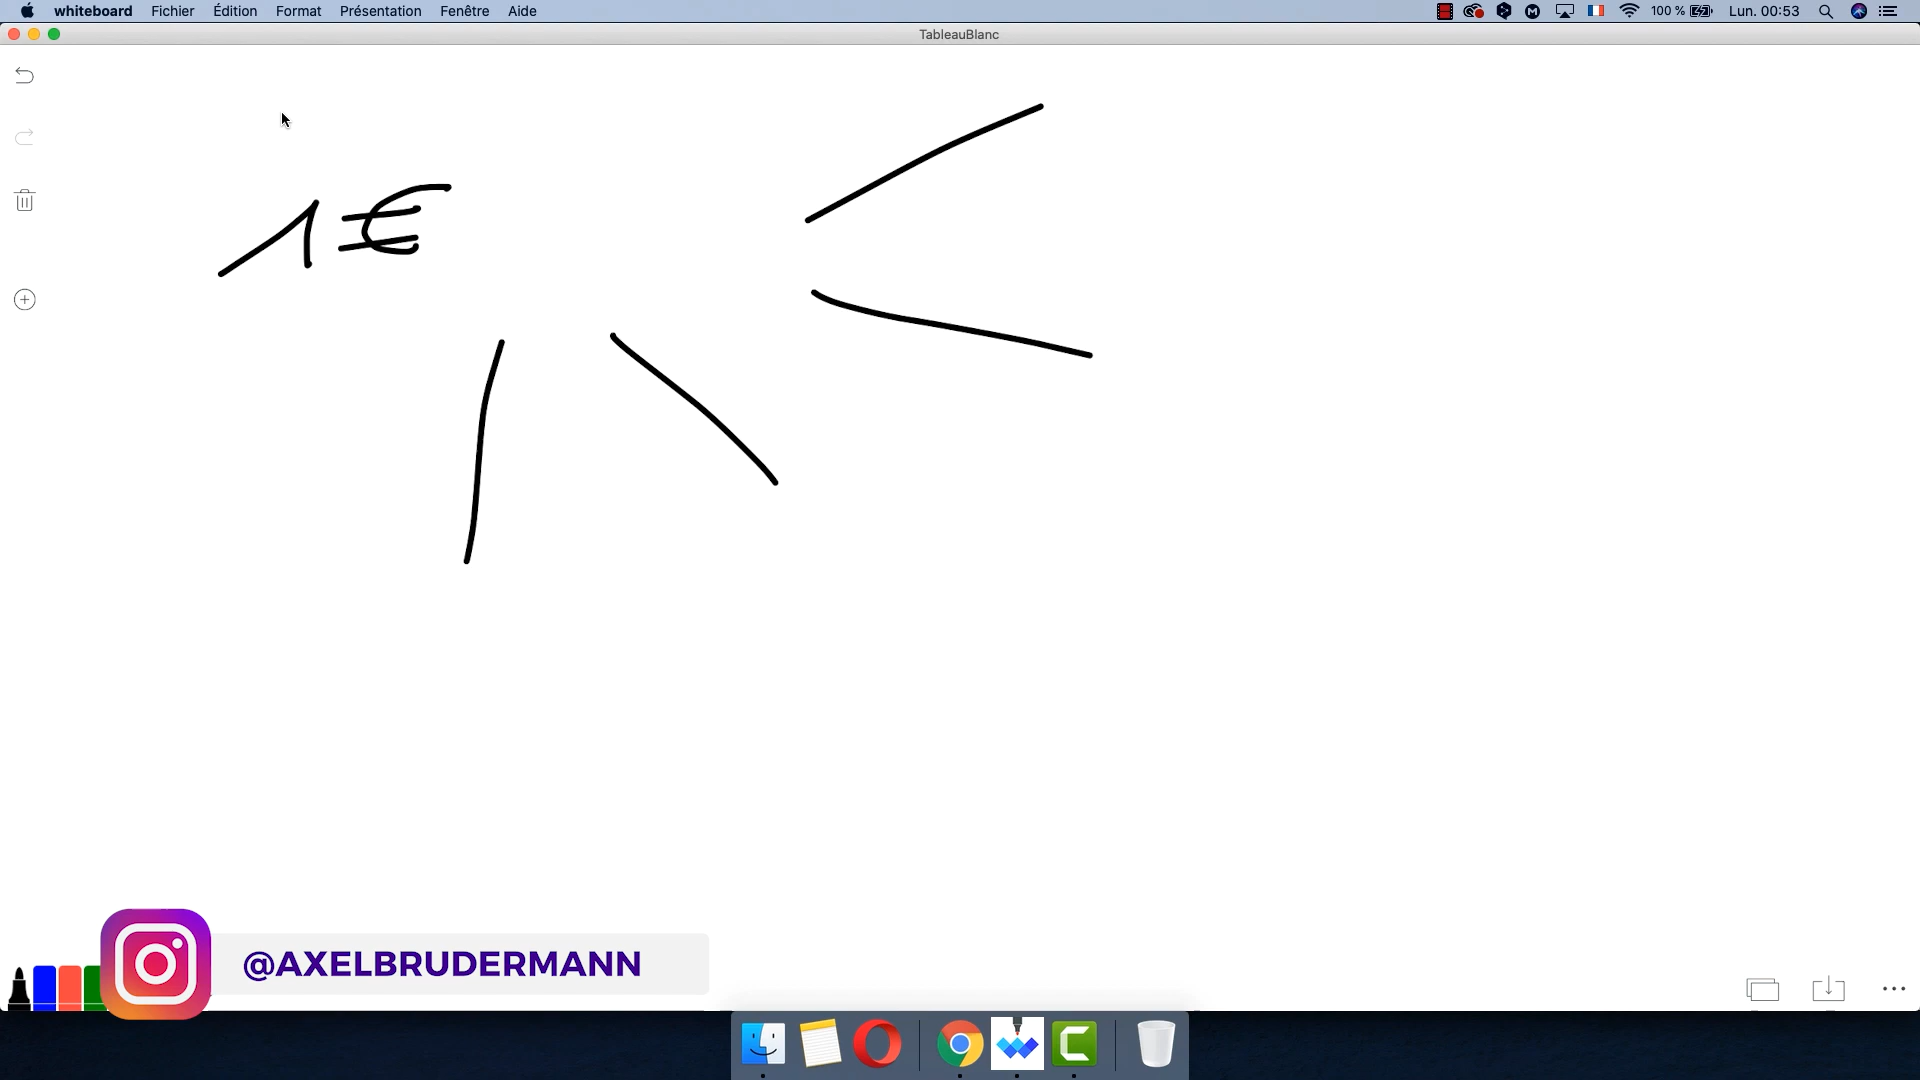 whiteboard Fichier Édition Format Présentation Fenêtre Aide 100 % Lun. 00:53
TableauBlanc
1€
@AXELBRUDERMANN